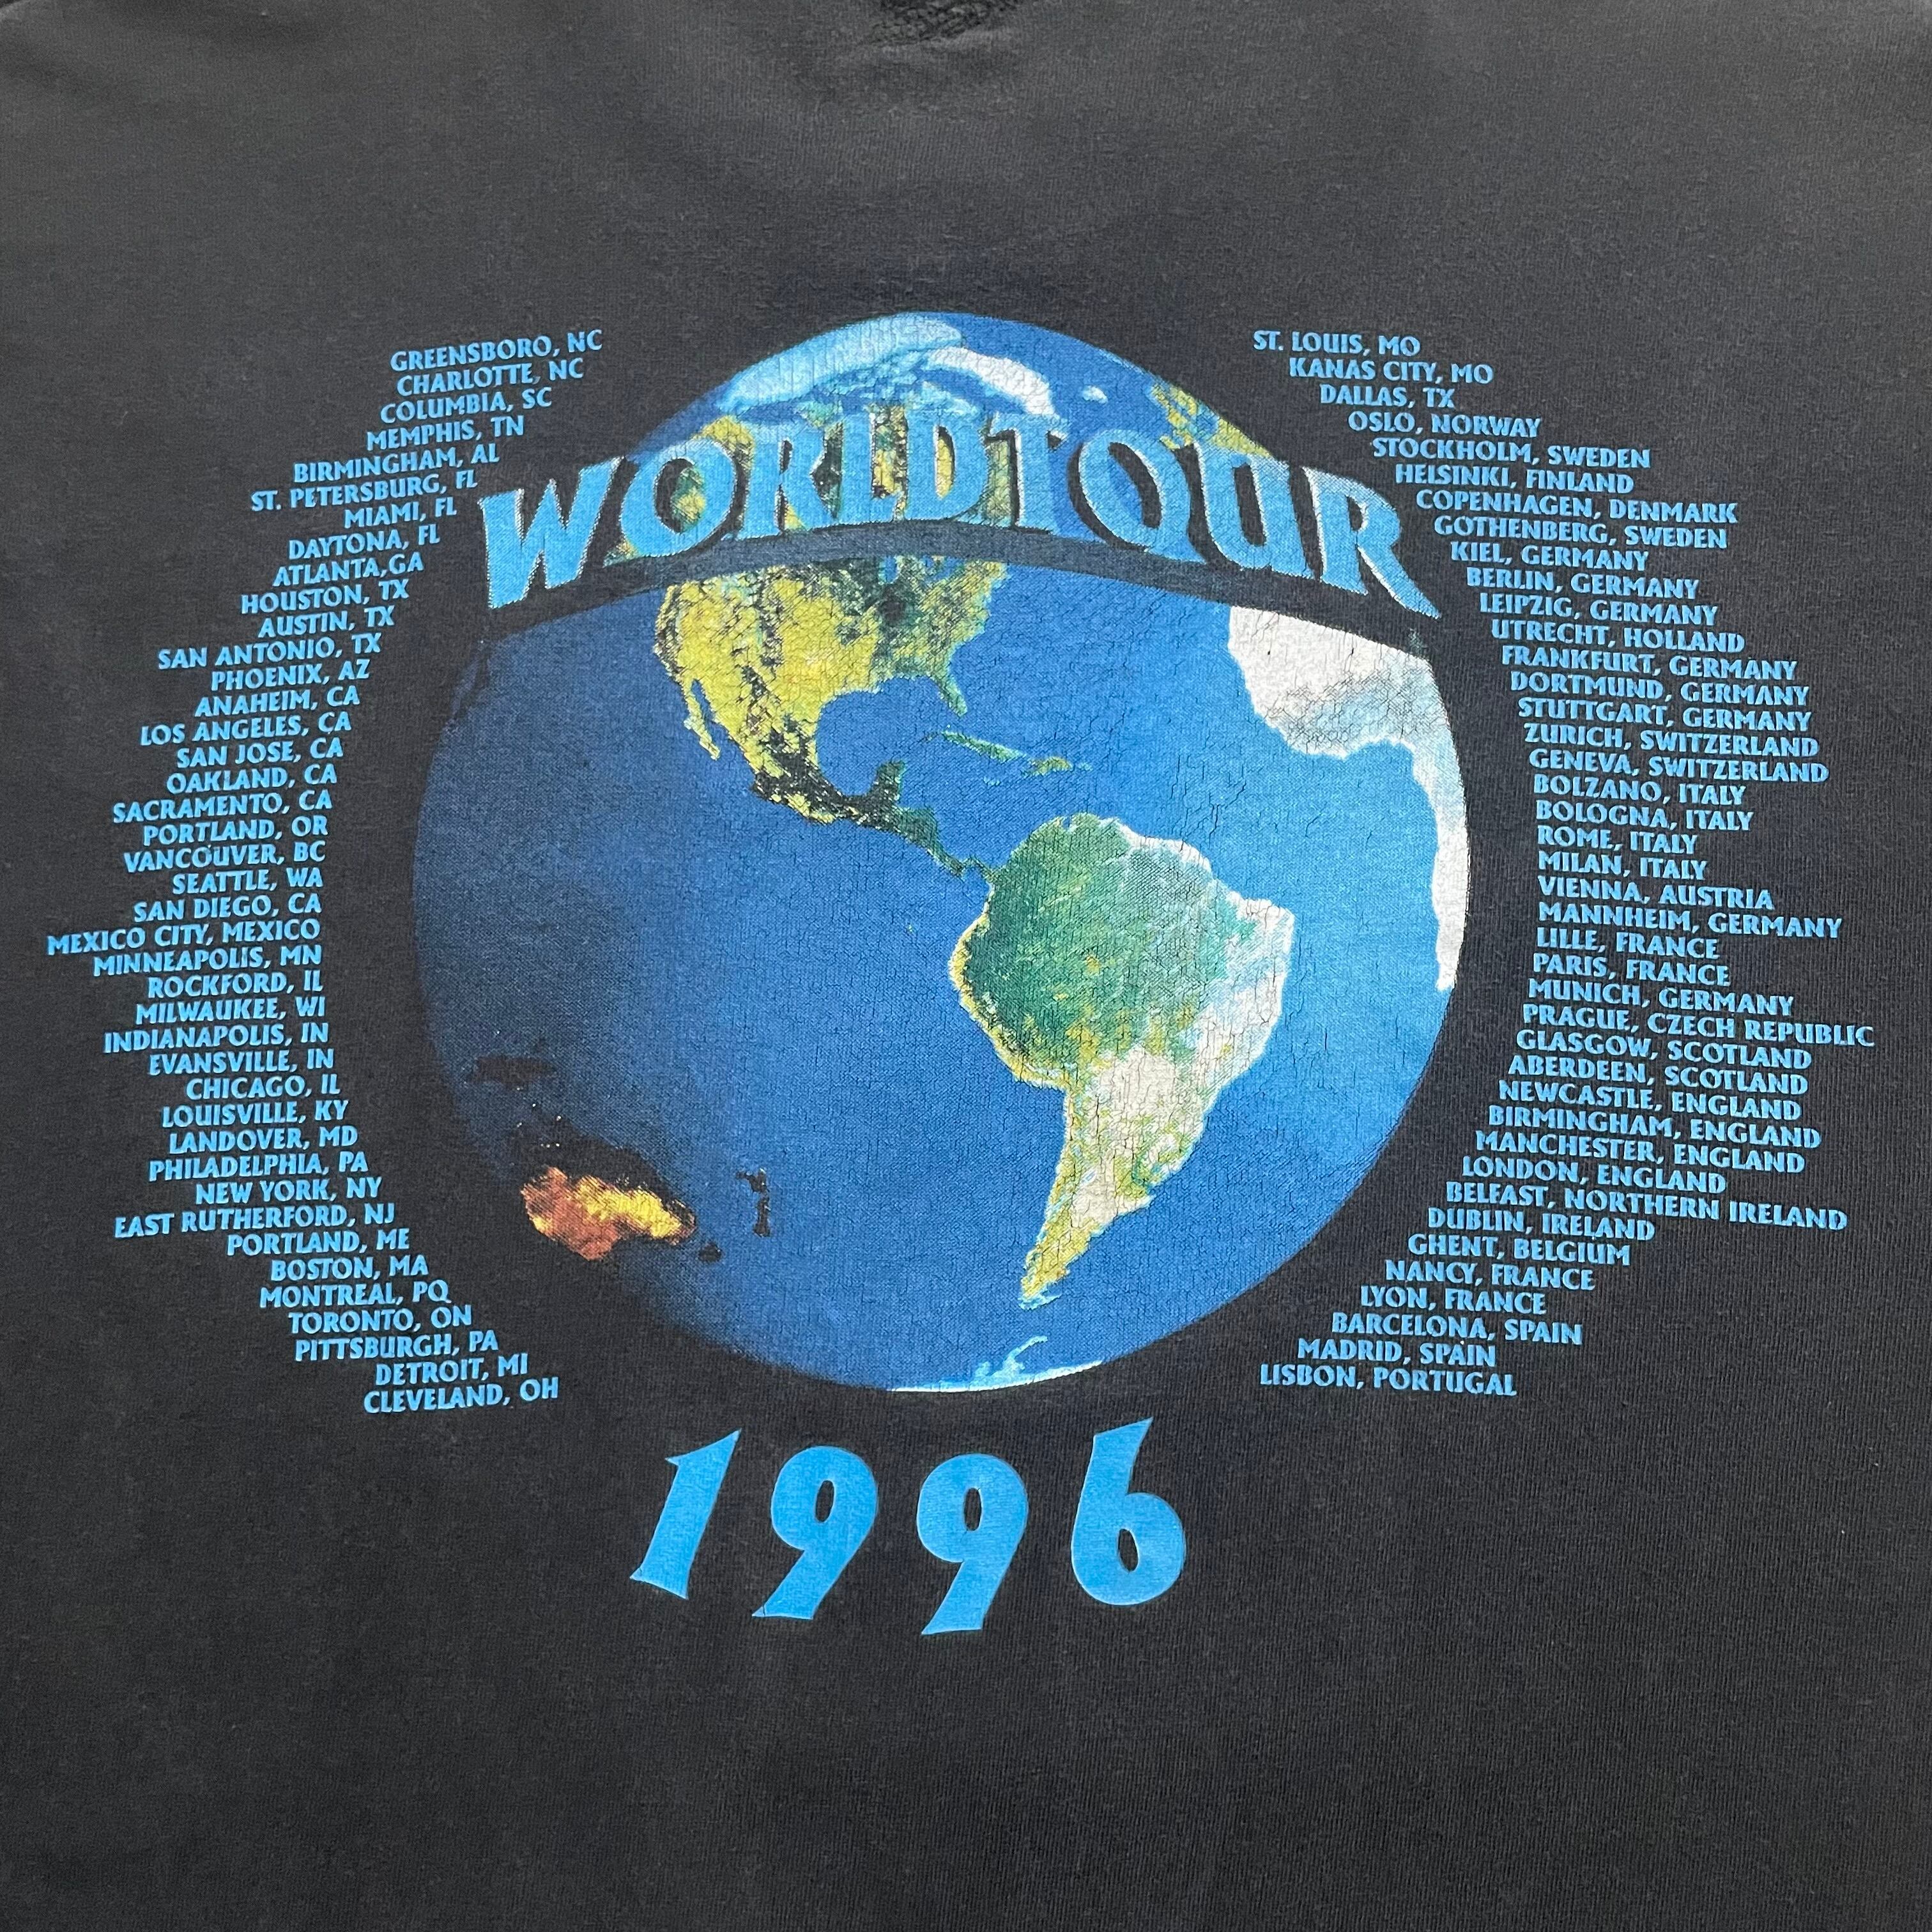 WORLD TOUR
GREENSBORO, NC
CHARLOTTE, NC
COLUMBIA, SC
MEMPHIS, TN
BIRMINGHAM, AL
ST. PETERSBURG, FL
MIAMI, FL
DAYTONA, FL
ATLANTA,GA
HOUSTON, TX
AUSTIN, TX
SAN ANTONIO, TX
PHOENIX, AZ
ANAHEIM, CA
LOS ANGELES, CA
SAN JOSE, CA
OAKLAND, CA
SACRAMENTO, CA
PORTLAND, OR
VANCOUVER, BC
SEATTLE, WA
SAN DIEGO, CA
MEXICO CITY, MEXICO
MINNEAPOLIS, MN
ROCKFORD, IL
MILWAUKEE, WI
INDIANAPOLIS, IN
EVANSVILLE, IN
CHICAGO, IL
LOUISVILLE, KY
LANDOVER, MD
PHILADELPHIA, PA
NEW YORK, NY
EAST RUTHERFORD, NJ
PORTLAND, ME
BOSTON, MA
MONTREAL, PQ
TORONTO, ON
PITTSBURGH, PA
DETROIT, MI
CLEVELAND, OH
ST. LOUIS, MO
KANAS CITY, MO
DALLAS, TX
OSLO, NORWAY
STOCKHOLM, SWEDEN
HELSINKI, FINLAND
COPENHAGEN, DENMARK
GOTHENBERG, SWEDEN
KIEL, GERMANY
BERLIN, GERMANY
LEIPZIG, GERMANY
UTRECHT, HOLLAND
FRANKFURT, GERMANY
DORTMUND, GERMANY
STUTTGART, GERMANY
ZURICH, SWITZERLAND
GENEVA, SWITZERLAND
BOLZANO, ITALY
BOLOGNA, ITALY
ROME, ITALY
MILAN, ITALY
VIENNA, AUSTRIA
MANNHEIM, GERMANY
LILLE, FRANCE
PARIS, FRANCE
MUNICH, GERMANY
PRAGUE, CZECH REPUBLIC
GLASGOW, SCOTLAND
ABERDEEN, SCOTLAND
NEWCASTLE, ENGLAND
BIRMINGHAM, ENGLAND
MANCHESTER, ENGLAND
LONDON, ENGLAND
BELFAST, NORTHERN IRELAND
DUBLIN, IRELAND
GHENT, BELGIUM
NANCY, FRANCE
LYON, FRANCE
BARCELONA, SPAIN
MADRID, SPAIN
LISBON, PORTUGAL
1996